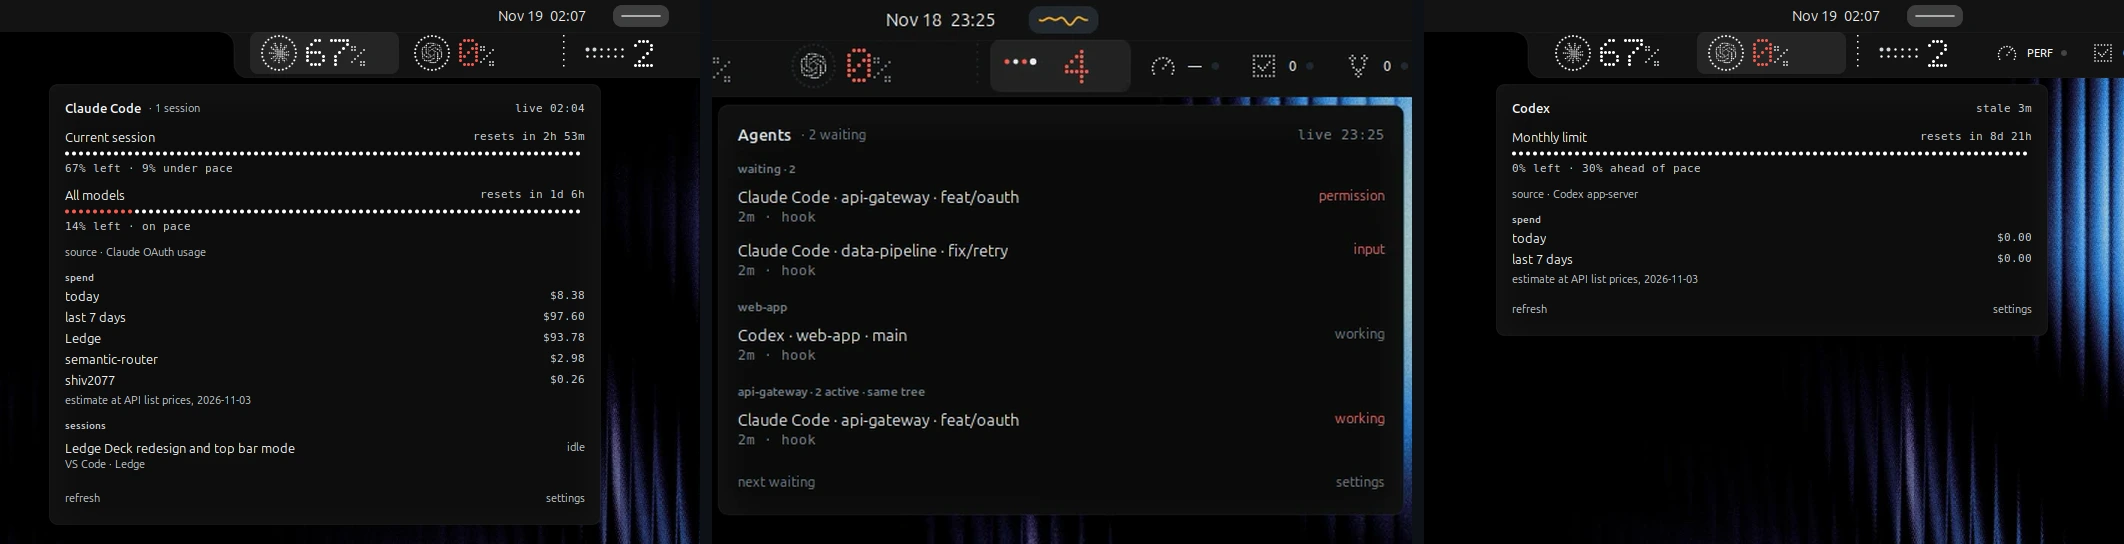 Nov 19 02:07
67% 0% 2
Claude Code · 1 session live 02:04
Current session resets in 2h 53m
67% left · 9% under pace
All models resets in 1d 6h
14% left · on pace
source · Claude OAuth usage
spend
today $8.38
last 7 days $97.60
Ledge $93.78
semantic-router $2.98
shiv2077 $0.26
estimate at API list prices, 2026-11-03
sessions
Ledge Deck redesign and top bar mode idle
VS Code · Ledge
refresh settings
Nov 18 23:25
% 0% 4 — 0 0
Agents · 2 waiting live 23:25
waiting · 2
Claude Code · api-gateway · feat/oauth permission
2m · hook
Claude Code · data-pipeline · fix/retry input
2m · hook
web-app
Codex · web-app · main working
2m · hook
api-gateway · 2 active · same tree
Claude Code · api-gateway · feat/oauth working
2m · hook
next waiting settings
Nov 19 02:07
67% 0% 2 PERF
Codex stale 3m
Monthly limit resets in 8d 21h
0% left · 30% ahead of pace
source · Codex app-server
spend
today $0.00
last 7 days $0.00
estimate at API list prices, 2026-11-03
refresh settings